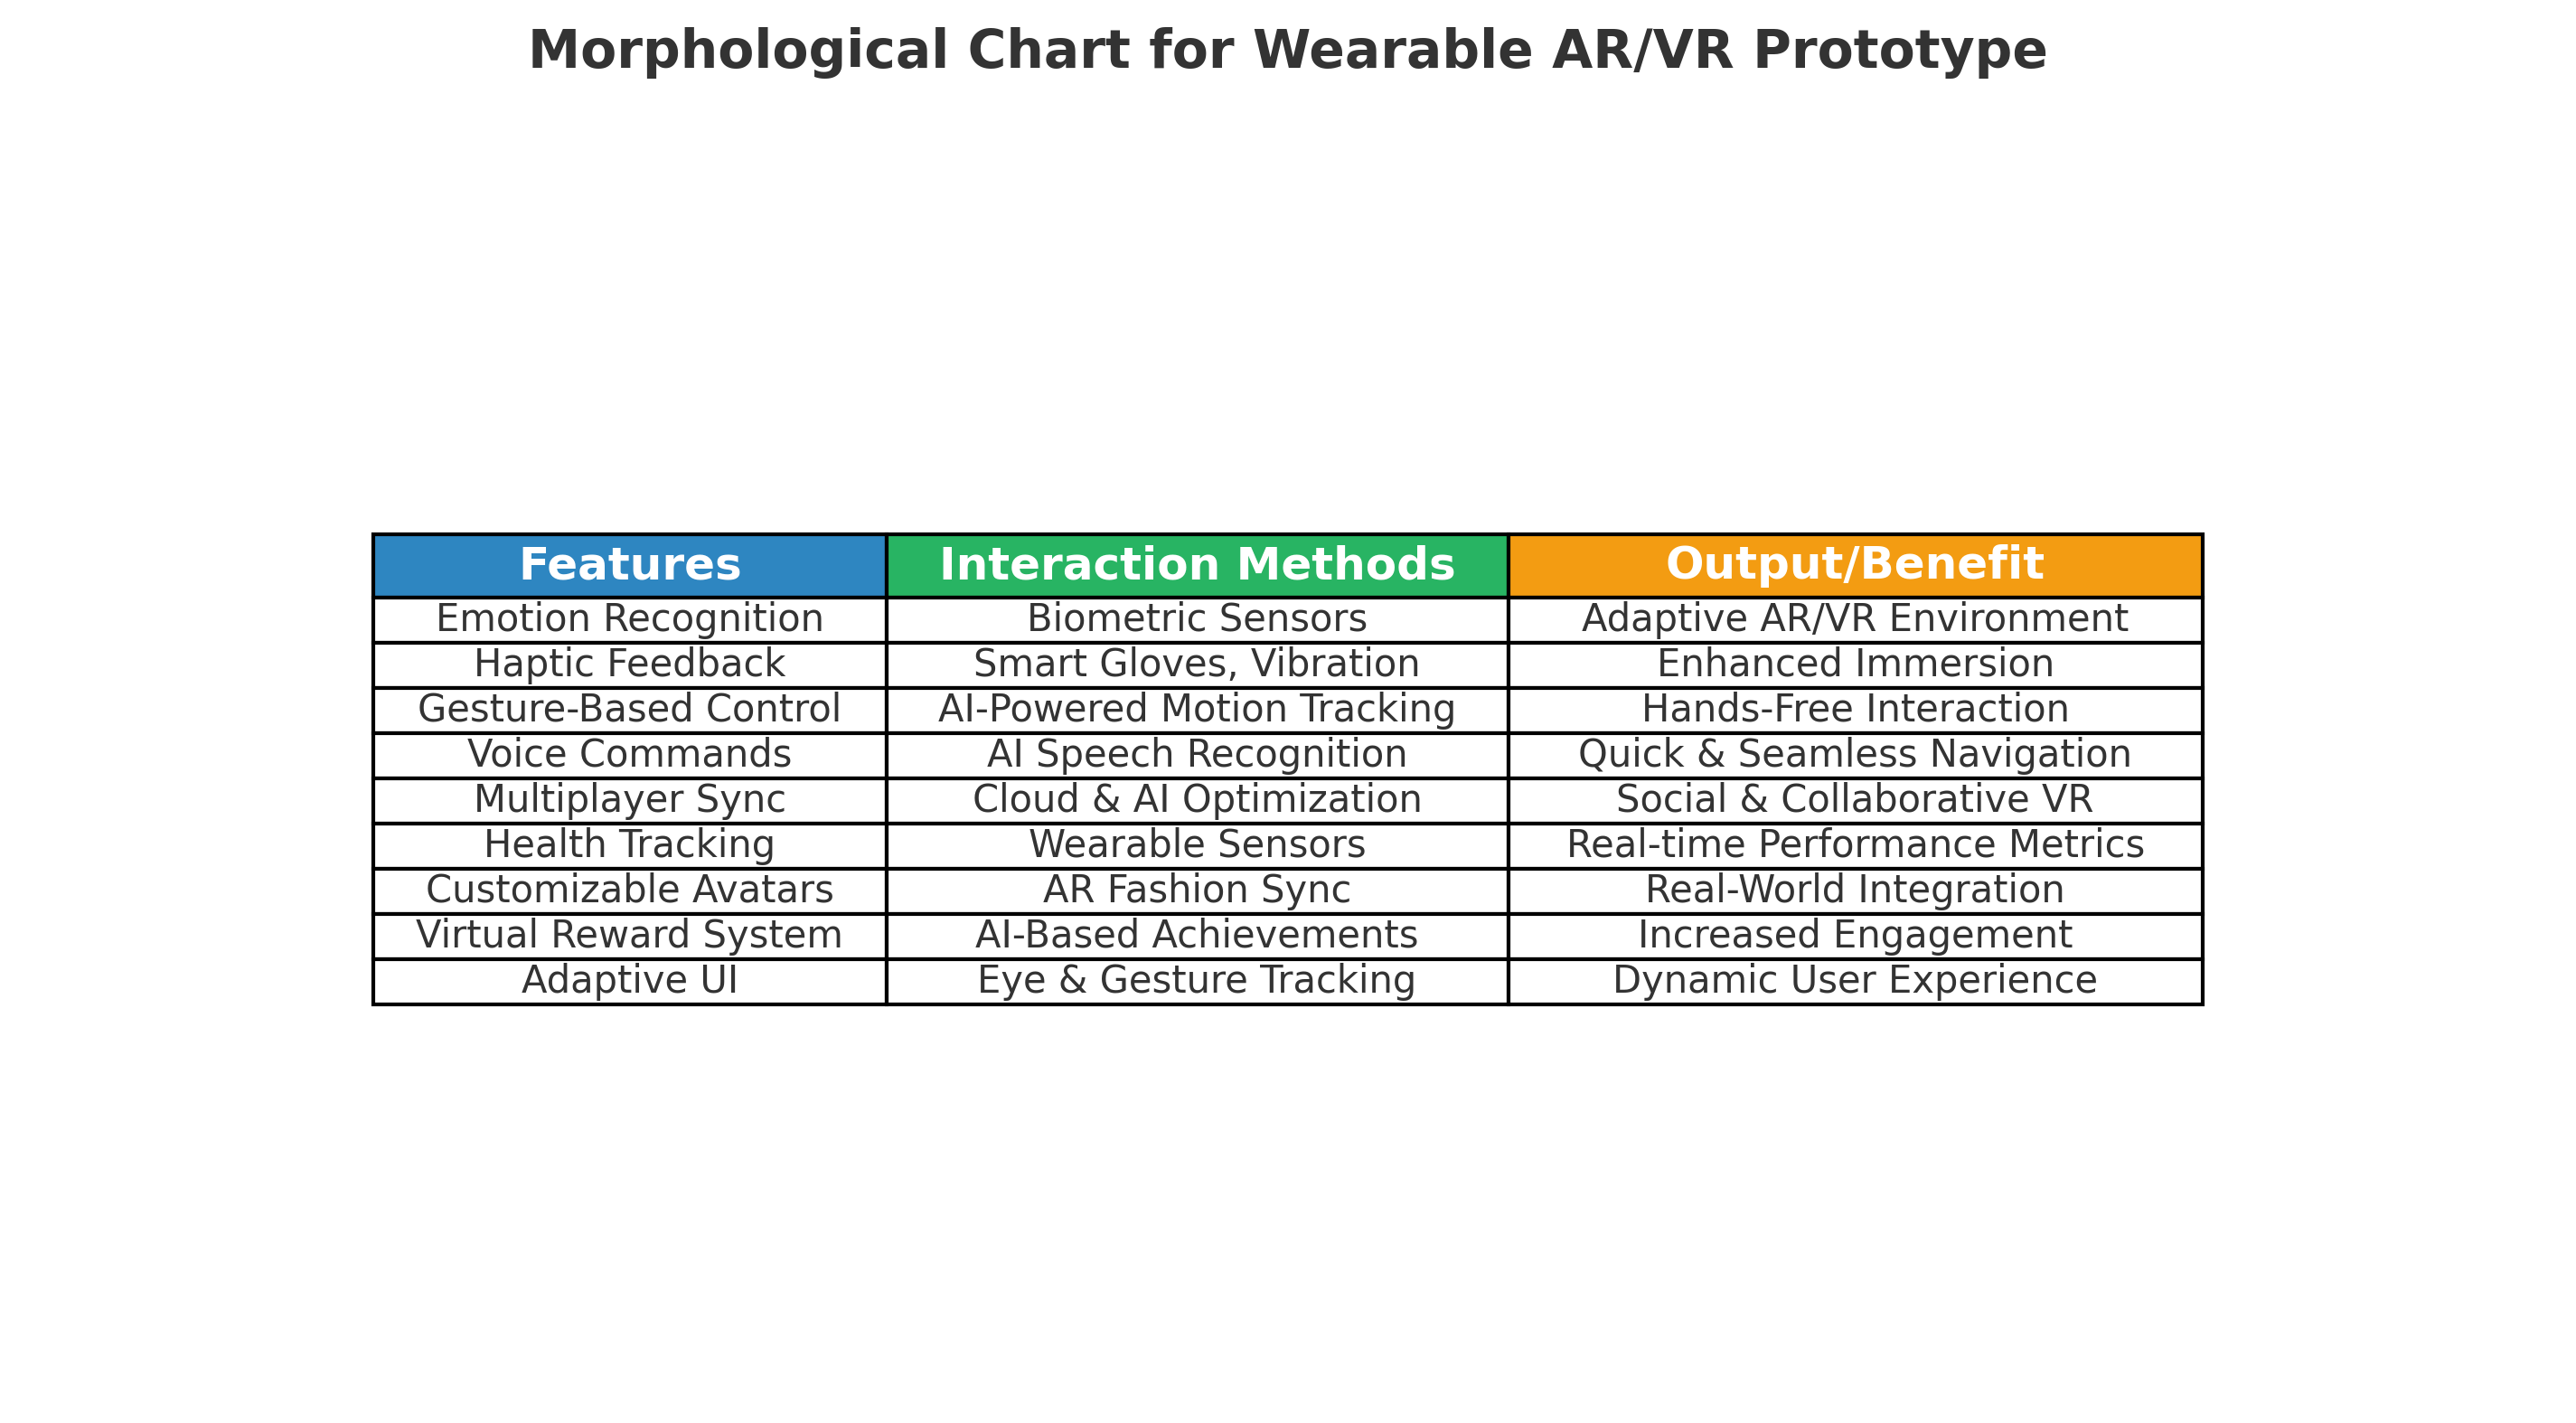 Morphological Chart for Wearable AR/VR Prototype
Features Interaction Methods Output/Benefit
Emotion Recognition Biometric Sensors Adaptive AR/VR Environment
Haptic Feedback Smart Gloves, Vibration Enhanced Immersion
Gesture-Based Control AI-Powered Motion Tracking Hands-Free Interaction
Voice Commands AI Speech Recognition Quick & Seamless Navigation
Multiplayer Sync Cloud & AI Optimization Social & Collaborative VR
Health Tracking Wearable Sensors Real-time Performance Metrics
Customizable Avatars AR Fashion Sync Real-World Integration
Virtual Reward System AI-Based Achievements Increased Engagement
Adaptive UI Eye & Gesture Tracking Dynamic User Experience